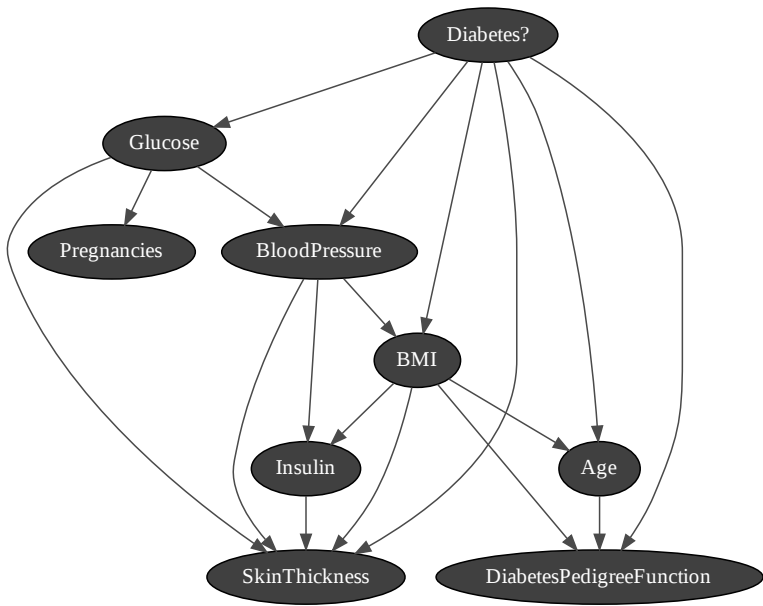 Diabetes?
Glucose
Pregnancies
BloodPressure
BMI
Insulin
Age
SkinThickness
DiabetesPedigreeFunction